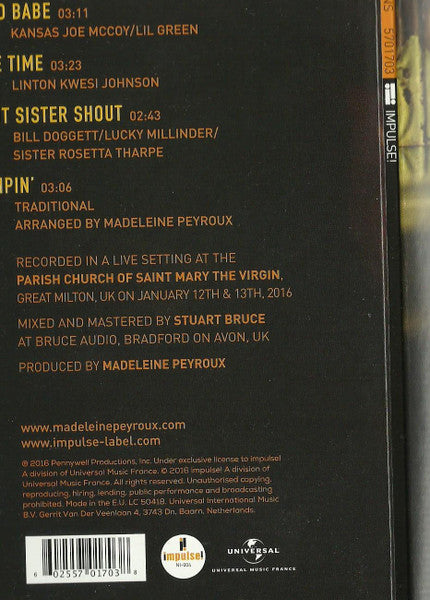 O BABE 03:11
KANSAS JOE MCCOY/LIL GREEN
E TIME 03:23
LINTON KWESI JOHNSON
T SISTER SHOUT 02:43
BILL DOGGETT/LUCKY MILLINDER/
SISTER ROSETTA THARPE
PIN' 03:06
TRADITIONAL
ARRANGED BY MADELEINE PEYROUX
RECORDED IN A LIVE SETTING AT THE
PARISH CHURCH OF SAINT MARY THE VIRGIN,
GREAT MILTON, UK ON JANUARY 12TH & 13TH, 2016
MIXED AND MASTERED BY STUART BRUCE
AT BRUCE AUDIO, BRADFORD ON AVON, UK
PRODUCED BY MADELEINE PEYROUX
www.madeleinepeyroux.com
www.impulse-label.com
℗ 2016 Pennywell Productions, Inc. Under exclusive license to impulse!
A division of Universal Music France. © 2016 impulse! A division of
Universal Music France. All rights reserved. Unauthorised copying,
reproducing, hiring, lending, public performance and broadcasting
prohibited. Made in the E.U. LC 50418. Universal International Music
B.V. Gerrit Van Der Veenlaan 4, 3743 Dn, Baarn, Netherlands.
6 02557 01703 8
impulse!
UNIVERSAL
UNIVERSAL MUSIC FRANCE
NS 5701703 IMPULSE!